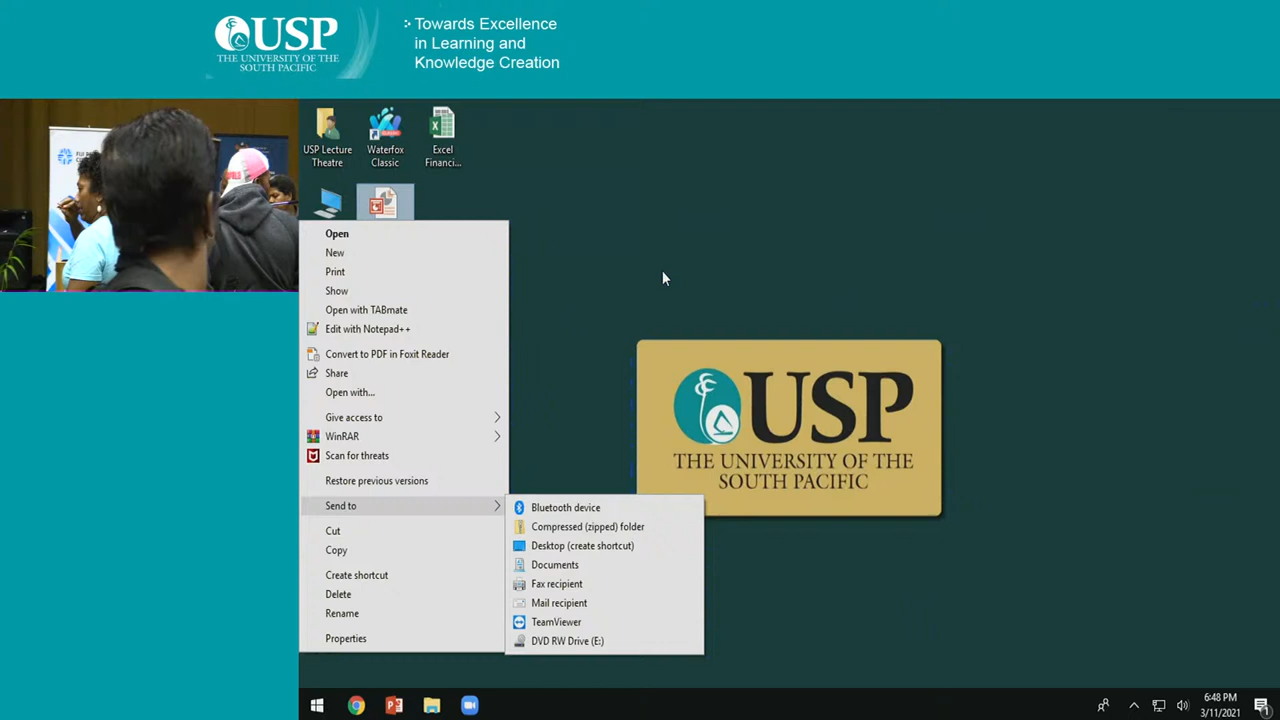 USP
THE UNIVERSITY OF THE
SOUTH PACIFIC
Towards Excellence
in Learning and
Knowledge Creation
USP Lecture
Theatre
Waterfox
Classic
Excel
Financi...
Open
New
Print
Show
Open with TABmate
Edit with Notepad++
Convert to PDF in Foxit Reader
Share
Open with...
Give access to
WinRAR
Scan for threats
Restore previous versions
Send to
Cut
Copy
Create shortcut
Delete
Rename
Properties
Bluetooth device
Compressed (zipped) folder
Desktop (create shortcut)
Documents
Fax recipient
Mail recipient
TeamViewer
DVD RW Drive (E:)
USP
THE UNIVERSITY OF THE
SOUTH PACIFIC
6:48 PM
3/11/2021